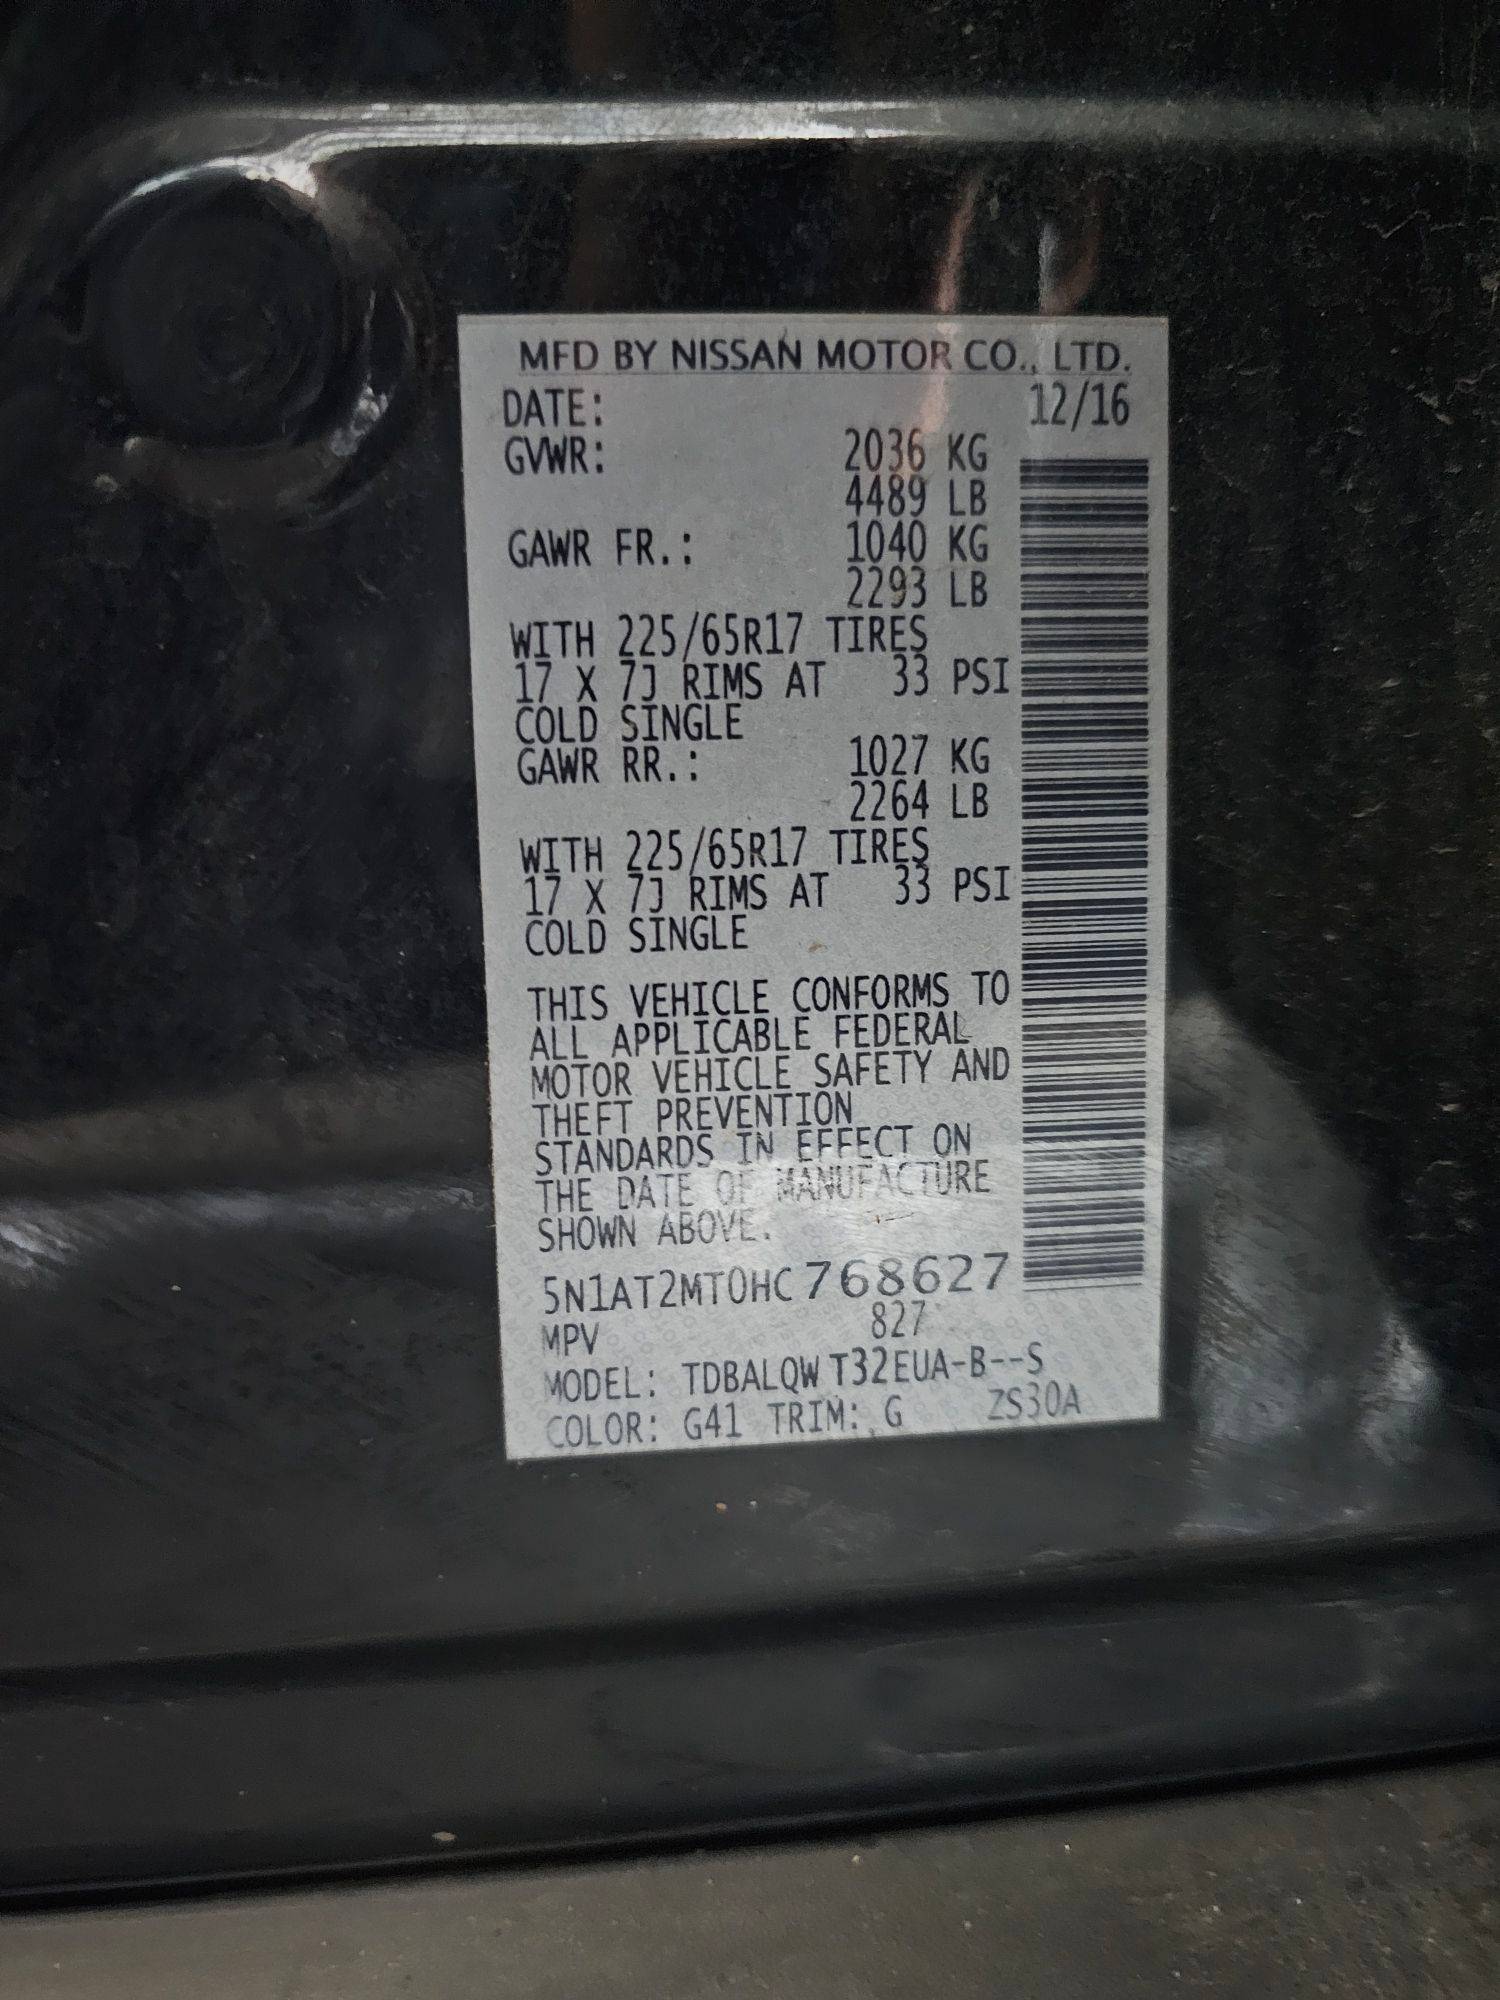 MFD BY NISSAN MOTOR CO., LTD.
DATE: 12/16
GVWR: 2036 KG
4489 LB
GAWR FR.: 1040 KG
2293 LB
WITH 225/65R17 TIRES
17 X 7J RIMS AT 33 PSI
COLD SINGLE
GAWR RR.: 1027 KG
2264 LB
WITH 225/65R17 TIRES
17 X 7J RIMS AT 33 PSI
COLD SINGLE
THIS VEHICLE CONFORMS TO
ALL APPLICABLE FEDERAL
MOTOR VEHICLE SAFETY AND
THEFT PREVENTION
STANDARDS IN EFFECT ON
THE DATE OF MANUFACTURE
SHOWN ABOVE.
5N1AT2MT0HC768627
MPV 827
MODEL: TDBALQW T32EUA-B--S
COLOR: G41 TRIM: G ZS30A